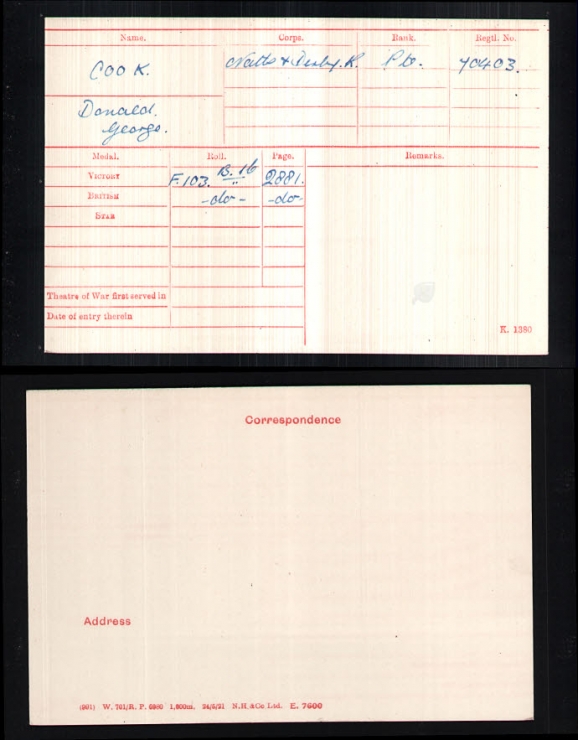 Name. Corps. Rank. Regtl. No.
COOK. Notts & Derby. R. Pte. 70403.
Donald.
George.
Medal. Roll. Page. Remarks.
VICTORY F.103. B.16 2881.
BRITISH -do- -do-
STAR
Theatre of War first served in
Date of entry therein
K. 1380
Correspondence
Address
(801) W. 761/R. P. 6960 1,800m. 24/6/21 N.H.&Co Ltd. E. 7600